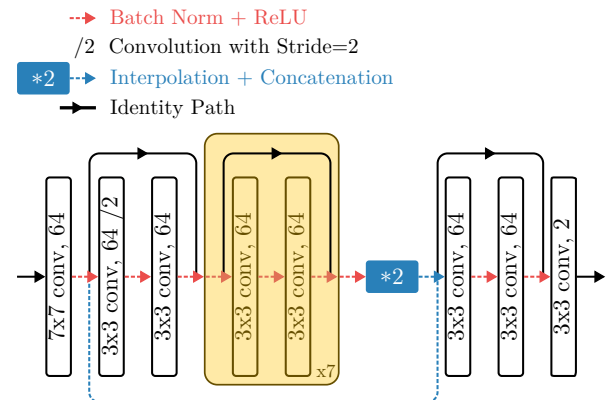 Batch Norm + ReLU
/2 Convolution with Stride=2
*2 Interpolation + Concatenation
Identity Path
7x7 conv, 64
3x3 conv, 64 /2
3x3 conv, 64
3x3 conv, 64
3x3 conv, 64
x7
*2
3x3 conv, 64
3x3 conv, 64
3x3 conv, 2